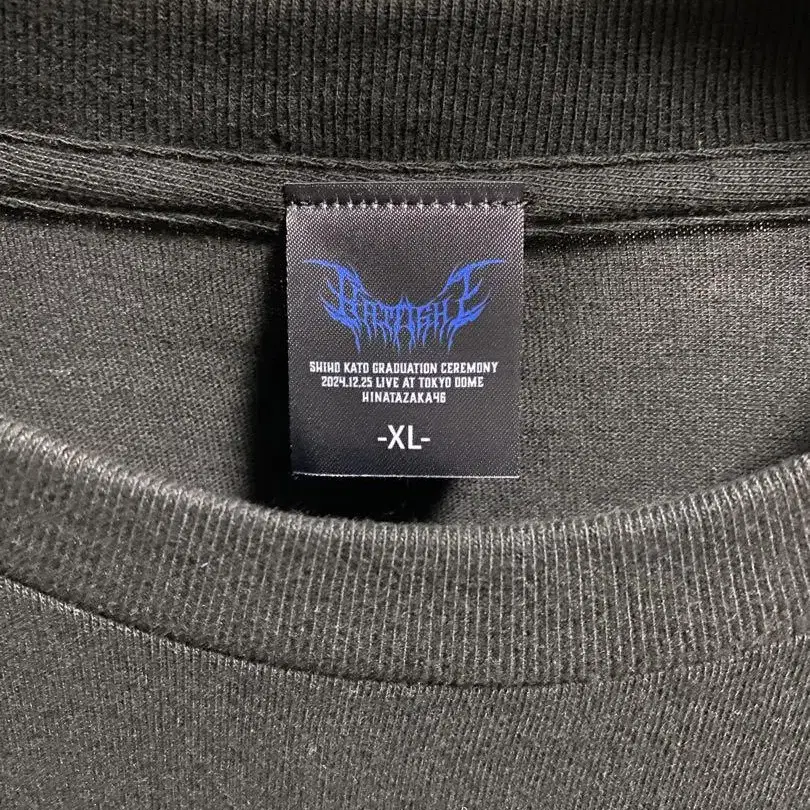 SHIHO KATO GRADUATION CEREMONY
2024.12.25 LIVE AT TOKYO DOME
HINATAZAKA46
-XL-